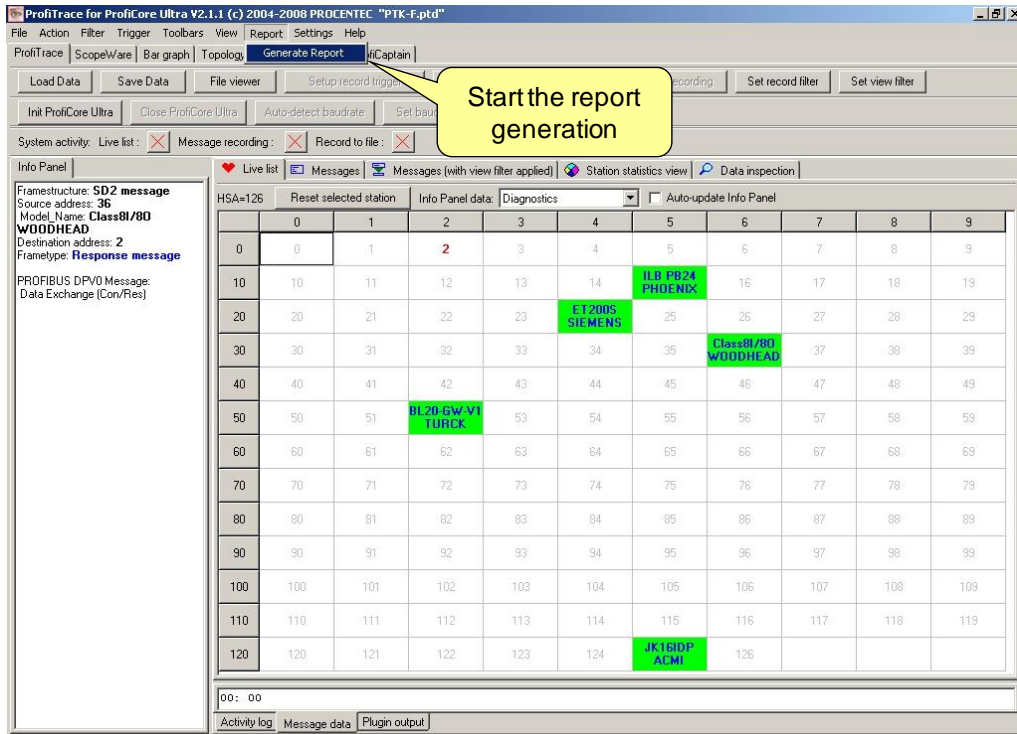 ProfiTrace for ProfiCore Ultra V2.1.1 (c) 2004-2008 PROCENTEC "PTK-F.ptd"
File Action Filter Trigger Toolbars View Report Settings Help
ProfiTrace ScopeWare Bar graph Topology Generate Report fiCaptain
Load Data Save Data File viewer Setup record trigger Set record filter Set view filter
Init ProfiCore Ultra Close ProfiCore Ultra Auto-detect baudrate
Start the report
generation
System activity: Live list: Message recording: Record to file:
Info Panel
Framestructure: SD2 message
Source address: 36
Model_Name: Class8I/80
WOODHEAD
Destination address: 2
Frametype: Response message
PROFIBUS DPV0 Message:
Data Exchange (Con/Res)
Live list Messages Messages (with view filter applied) Station statistics view Data inspection
HSA=126 Reset selected station Info Panel data: Diagnostics Auto-update Info Panel
0 1 2 3 4 5 6 7 8 9
0 0 1 2 3 4 5 6 7 8 9
10 10 11 12 13 14 ILB PB24 PHOENIX 16 17 18 19
20 20 21 22 23 ET200S SIEMENS 25 26 27 28 29
30 30 31 32 33 34 35 Class8I/80 WOODHEAD 37 38 39
40 40 41 42 43 44 45 46 47 48 49
50 50 51 BL20-GW-V1 TURCK 53 54 55 56 57 58 59
60 60 61 62 63 64 65 66 67 68 69
70 70 71 72 73 74 75 76 77 78 79
80 80 81 82 83 84 85 86 87 88 89
90 90 91 92 93 94 95 96 97 98 99
100 100 101 102 103 104 105 106 107 108 109
110 110 111 112 113 114 115 116 117 118 119
120 120 121 122 123 124 JK16IDP ACMI 126
00: 00
Activity log Message data Plugin output